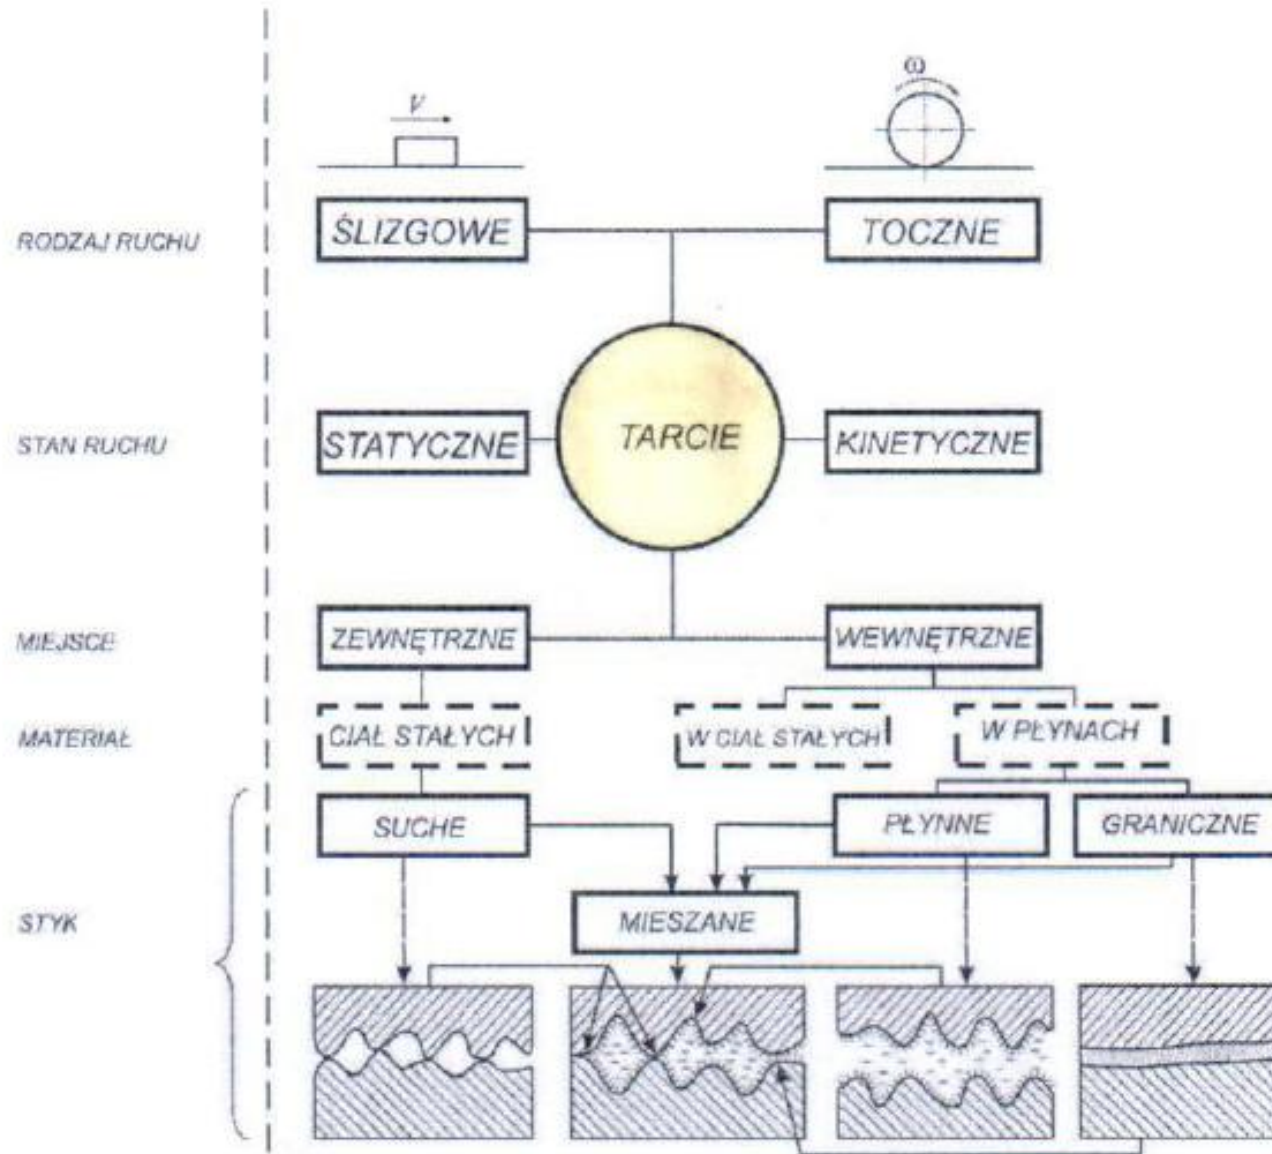 ω
V
RODZAJ RUCHU
ŚLIZGOWE
TOCZNE
STAN RUCHU
STATYCZNE
TARCIE
KINETYCZNE
MIEJSCE
ZEWNĘTRZNE
WEWNĘTRZNE
MATERIAŁ
CIAŁ STAŁYCH
W CIAŁ STAŁYCH
W PŁYNACH
SUCHE
PŁYNNE
GRANICZNE
STYK
MIESZANE